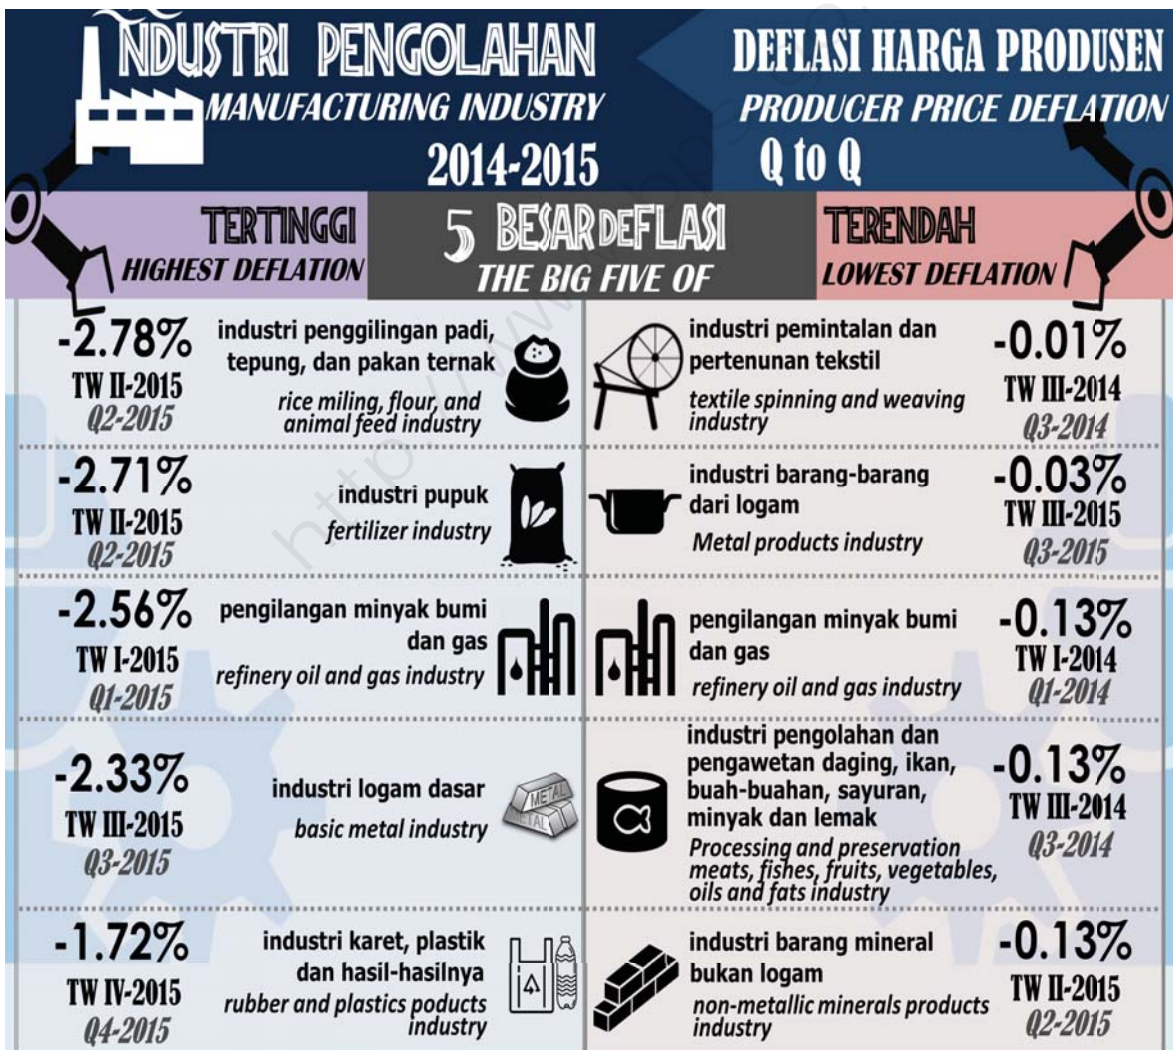 INDUSTRI PENGOLAHAN
MANUFACTURING INDUSTRY
2014-2015
DEFLASI HARGA PRODUSEN
PRODUCER PRICE DEFLATION
Q to Q
TERTINGGI
HIGHEST DEFLATION
5 BESAR DEFLASI
THE BIG FIVE OF
TERENDAH
LOWEST DEFLATION
-2.78%
TW II-2015
Q2-2015
industri penggilingan padi,
tepung, dan pakan ternak
rice miling, flour, and
animal feed industry
-2.71%
TW II-2015
Q2-2015
industri pupuk
fertilizer industry
-2.56%
TW I-2015
Q1-2015
pengilangan minyak bumi
dan gas
refinery oil and gas industry
-2.33%
TW III-2015
Q3-2015
industri logam dasar
basic metal industry
METAL
METAL
-1.72%
TW IV-2015
Q4-2015
industri karet, plastik
dan hasil-hasilnya
rubber and plastics poducts
industry
industri pemintalan dan
pertenunan tekstil
textile spinning and weaving
industry
-0.01%
TW III-2014
Q3-2014
industri barang-barang
dari logam
Metal products industry
-0.03%
TW III-2015
Q3-2015
pengilangan minyak bumi
dan gas
refinery oil and gas industry
-0.13%
TW I-2014
Q1-2014
industri pengolahan dan
pengawetan daging, ikan,
buah-buahan, sayuran,
minyak dan lemak
Processing and preservation
meats, fishes, fruits, vegetables,
oils and fats industry
-0.13%
TW III-2014
Q3-2014
industri barang mineral
bukan logam
non-metallic minerals products
industry
-0.13%
TW II-2015
Q2-2015